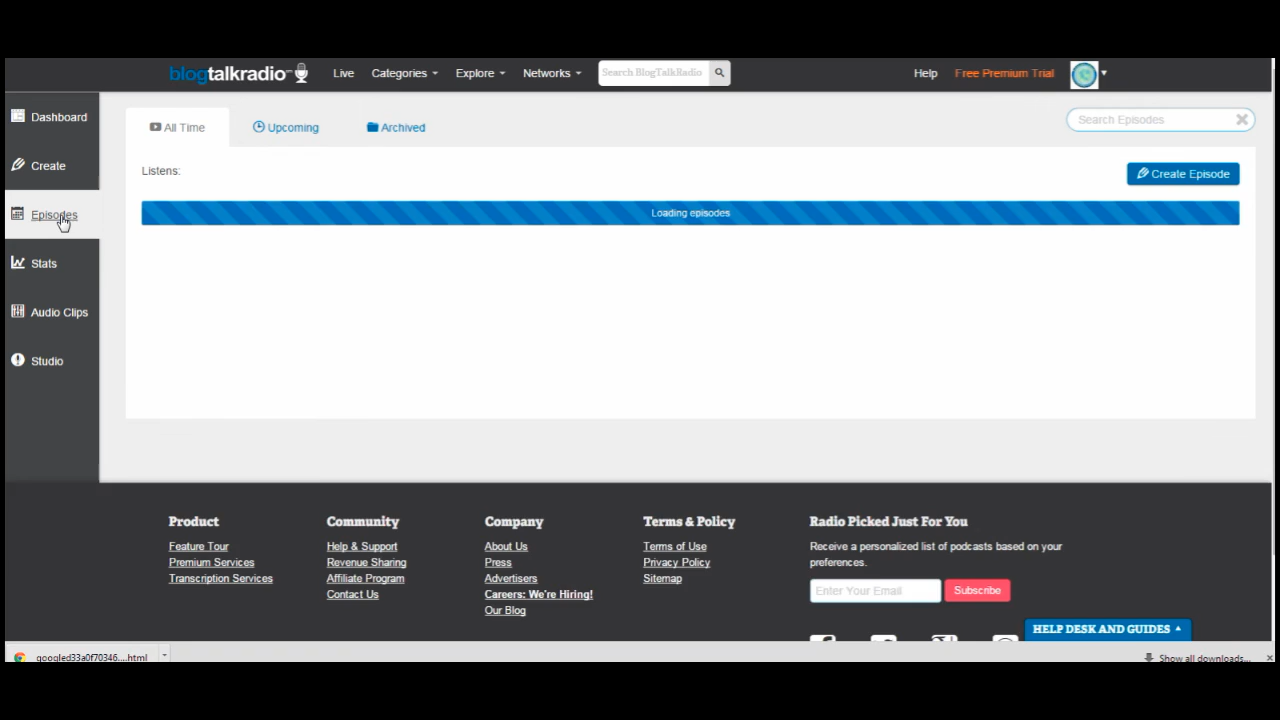 blogtalkradio Live Categories Explore Networks Search BlogTalkRadio Help Free Premium Trial
Dashboard
Create
Episodes
Stats
Audio Clips
Studio
All Time Upcoming Archived Search Episodes
Listens: Create Episode
Loading episodes
Product
Feature Tour
Premium Services
Transcription Services
Community
Help & Support
Revenue Sharing
Affiliate Program
Contact Us
Company
About Us
Press
Advertisers
Careers: We're Hiring!
Our Blog
Terms & Policy
Terms of Use
Privacy Policy
Sitemap
Radio Picked Just For You
Receive a personalized list of podcasts based on your
preferences.
Enter Your Email Subscribe
HELP DESK AND GUIDES
googled33a0f70346....html Show all downloads...